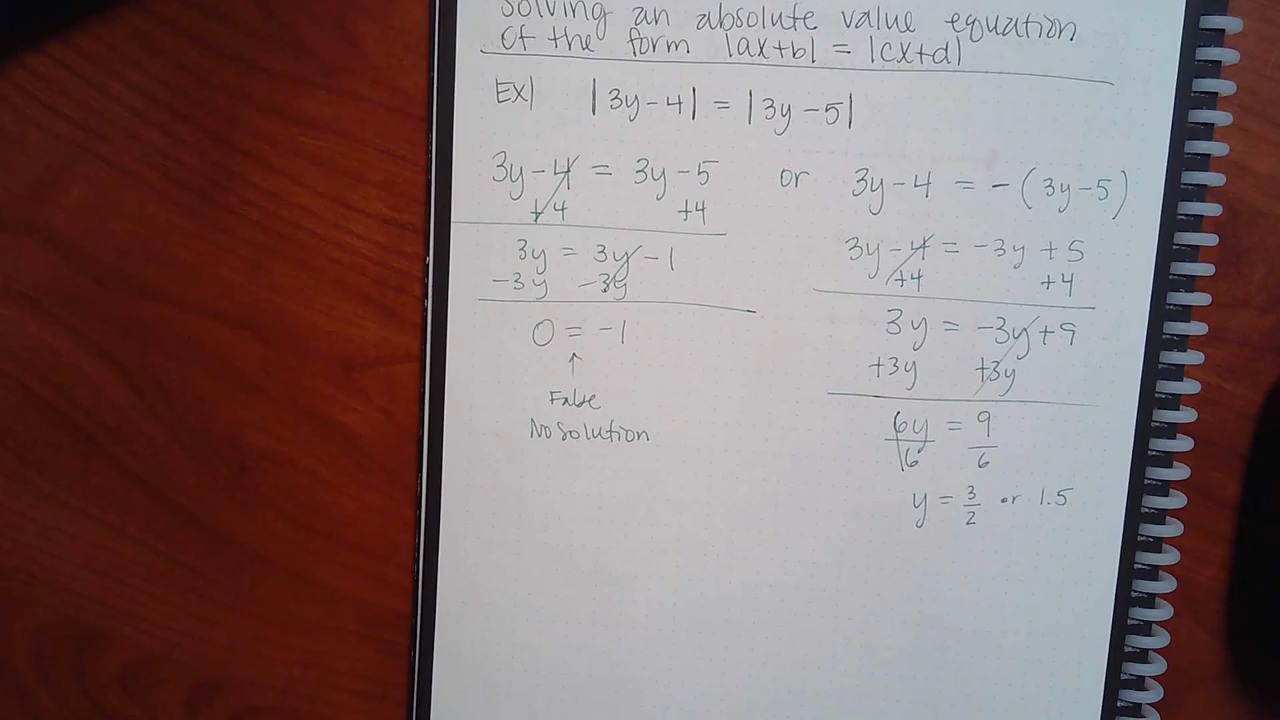 Solving an absolute value equation
of the form |ax+b| = |cx+d|
EX| |3y-4| = |3y-5|
3y-4 = 3y-5 or 3y-4 = -(3y-5)
+4 +4
3y-4 = -3y+5
+4 +4
3y = 3y-1
-3y -3y
0 = -1
↑
False
No solution
3y = -3y+9
+3y +3y
6y = 9
6 6
y = 3/2 or 1.5